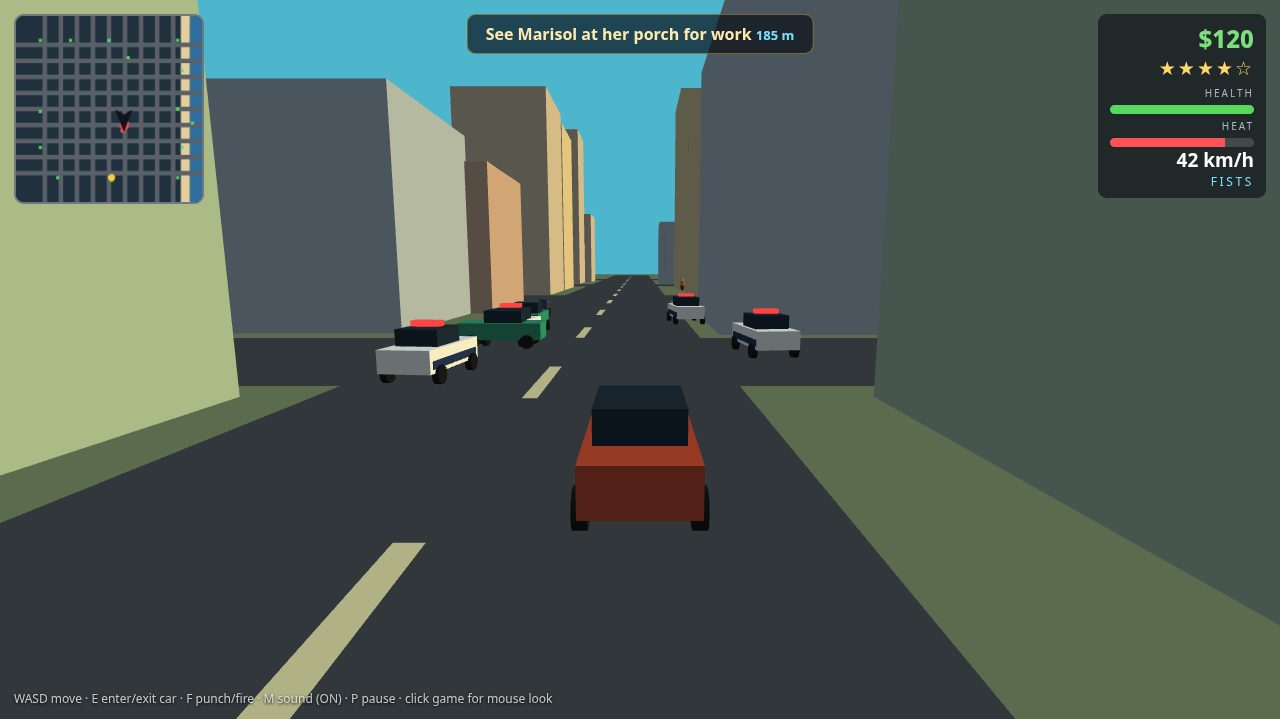 See Marisol at her porch for work 185 m
$120
★★★★☆
HEALTH
HEAT
42 km/h
FISTS
WASD move · E enter/exit car · F punch/fire · M sound (ON) · P pause · click game for mouse look